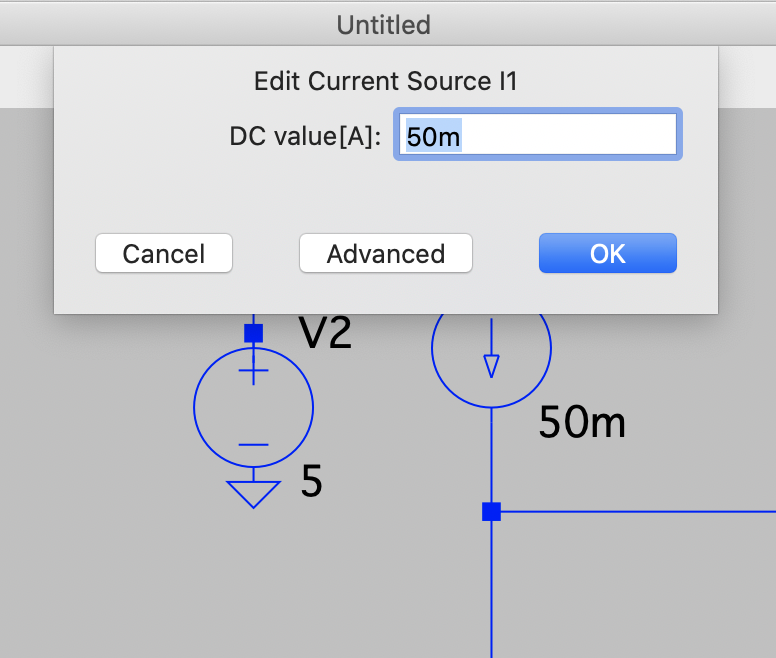 Untitled
Edit Current Source I1
DC value[A]: 50m
Cancel Advanced OK
V2
50m
5